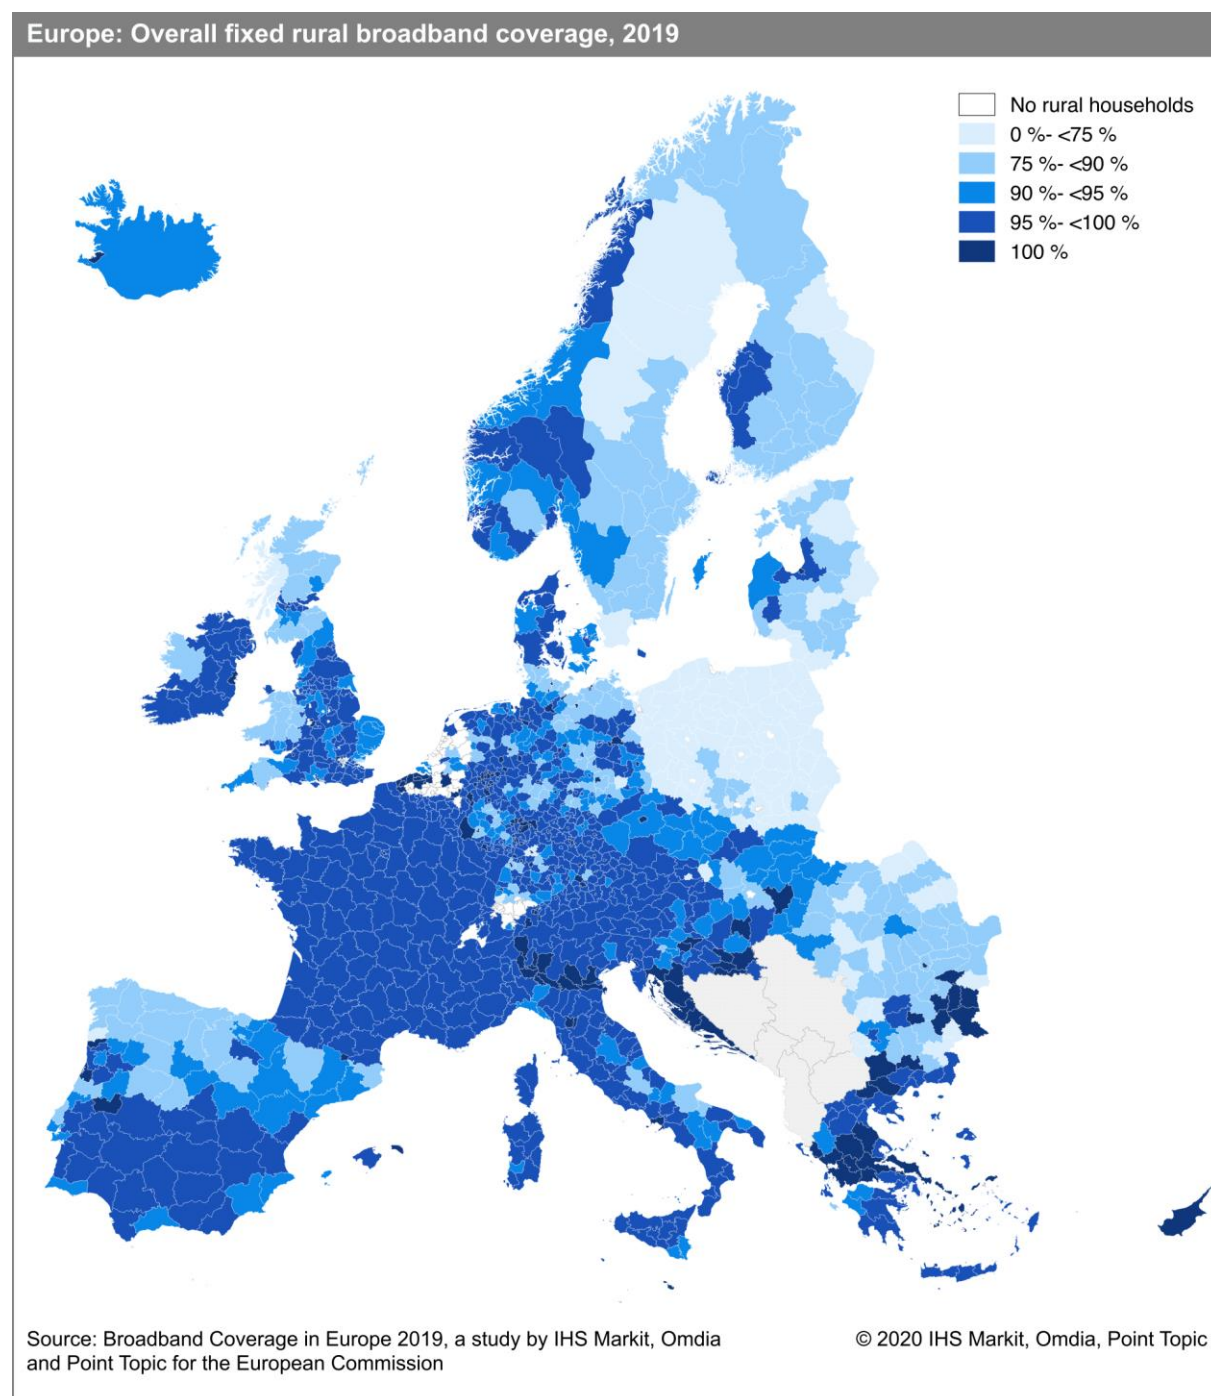 Europe: Overall fixed rural broadband coverage, 2019
No rural households
0 %- <75 %
75 %- <90 %
90 %- <95 %
95 %- <100 %
100 %
Source: Broadband Coverage in Europe 2019, a study by IHS Markit, Omdia
and Point Topic for the European Commission
© 2020 IHS Markit, Omdia, Point Topic